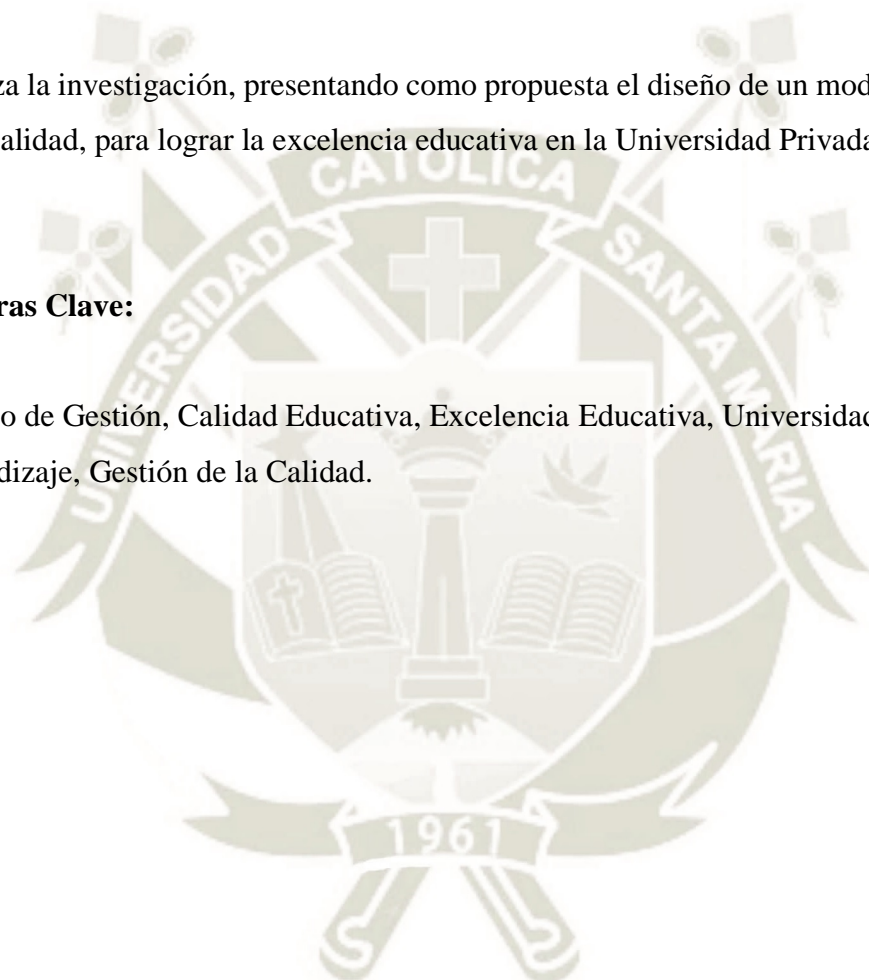 za la investigación, presentando como propuesta el diseño de un mod
alidad, para lograr la excelencia educativa en la Universidad Privada
ras Clave:
o de Gestión, Calidad Educativa, Excelencia Educativa, Universidad
dizaje, Gestión de la Calidad.
UNIVERSIDAD CATOLICA SANTA MARIA
1961